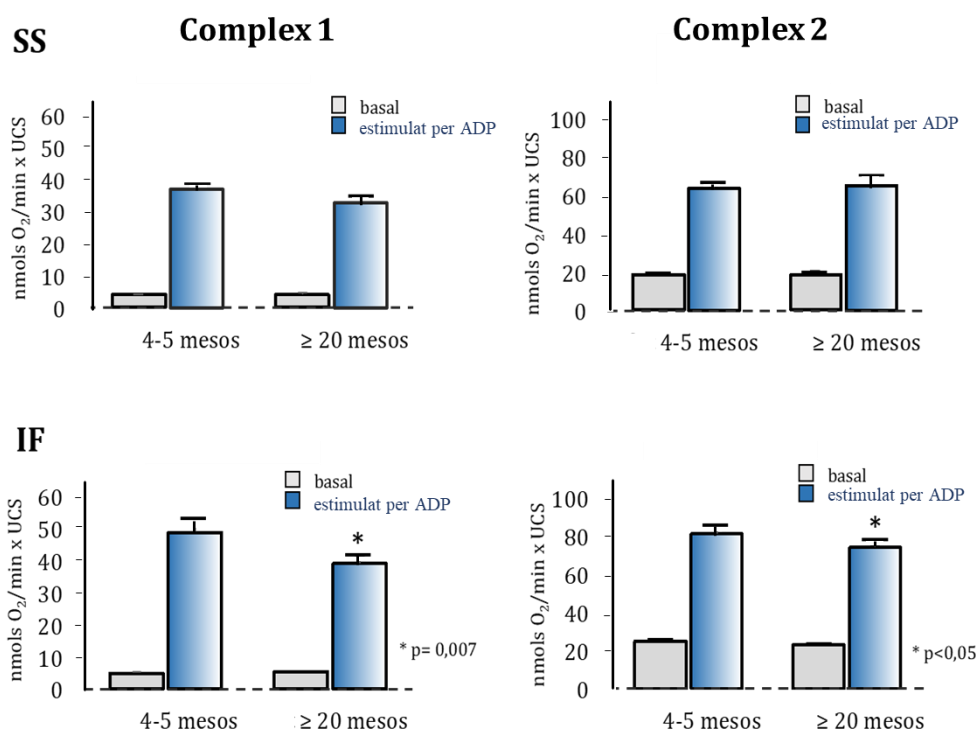 SS
Complex 1
Complex 2
nmols O₂/min x UCS
60
50
40
30
20
10
0
basal
estimulat per ADP
4-5 mesos
≥ 20 mesos
nmols O₂/min x UCS
100
80
60
40
20
0
basal
estimulat per ADP
4-5 mesos
≥ 20 mesos
IF
nmols O₂/min x UCS
60
50
40
30
20
10
0
basal
estimulat per ADP
*
* p= 0,007
4-5 mesos
≥ 20 mesos
nmols O₂/min x UCS
100
80
60
40
20
0
basal
estimulat per ADP
*
* p<0,05
4-5 mesos
≥ 20 mesos